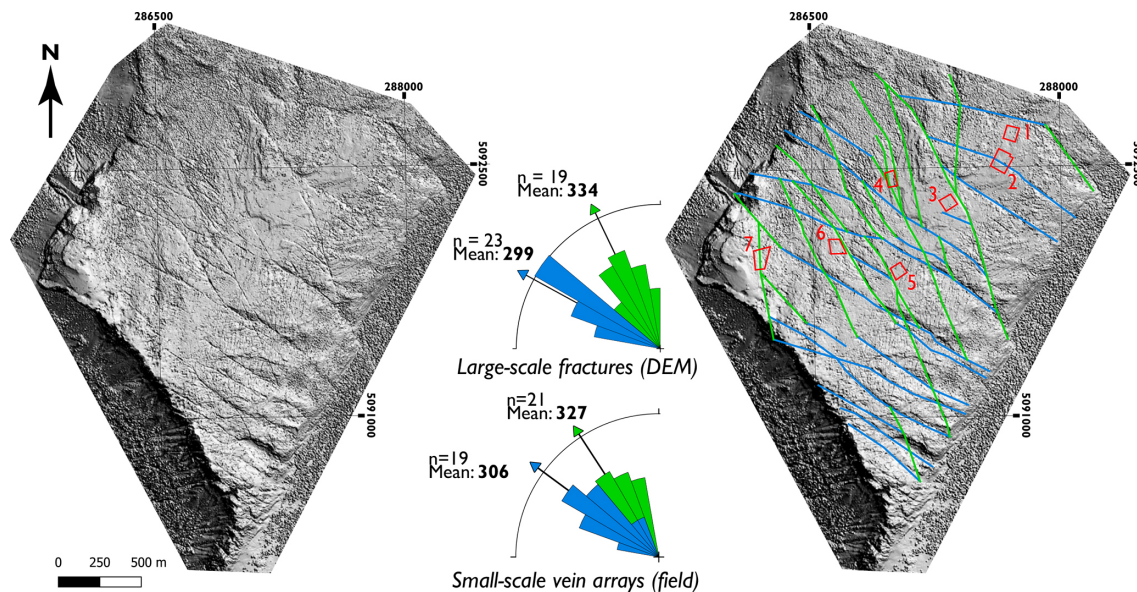 286500
N
288000
5092500
5091000
0 250 500 m
n = 19
Mean: 334
n = 23
Mean: 299
Large-scale fractures (DEM)
n=21
Mean: 327
n=19
Mean: 306
Small-scale vein arrays (field)
286500
288000
5092500
5091000
1
2
3
4
5
6
7